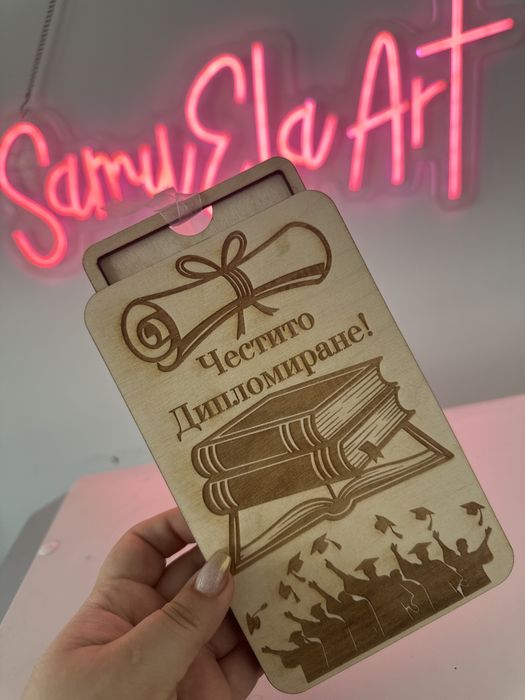 SamuEla Art
Честито
Дипломиране!